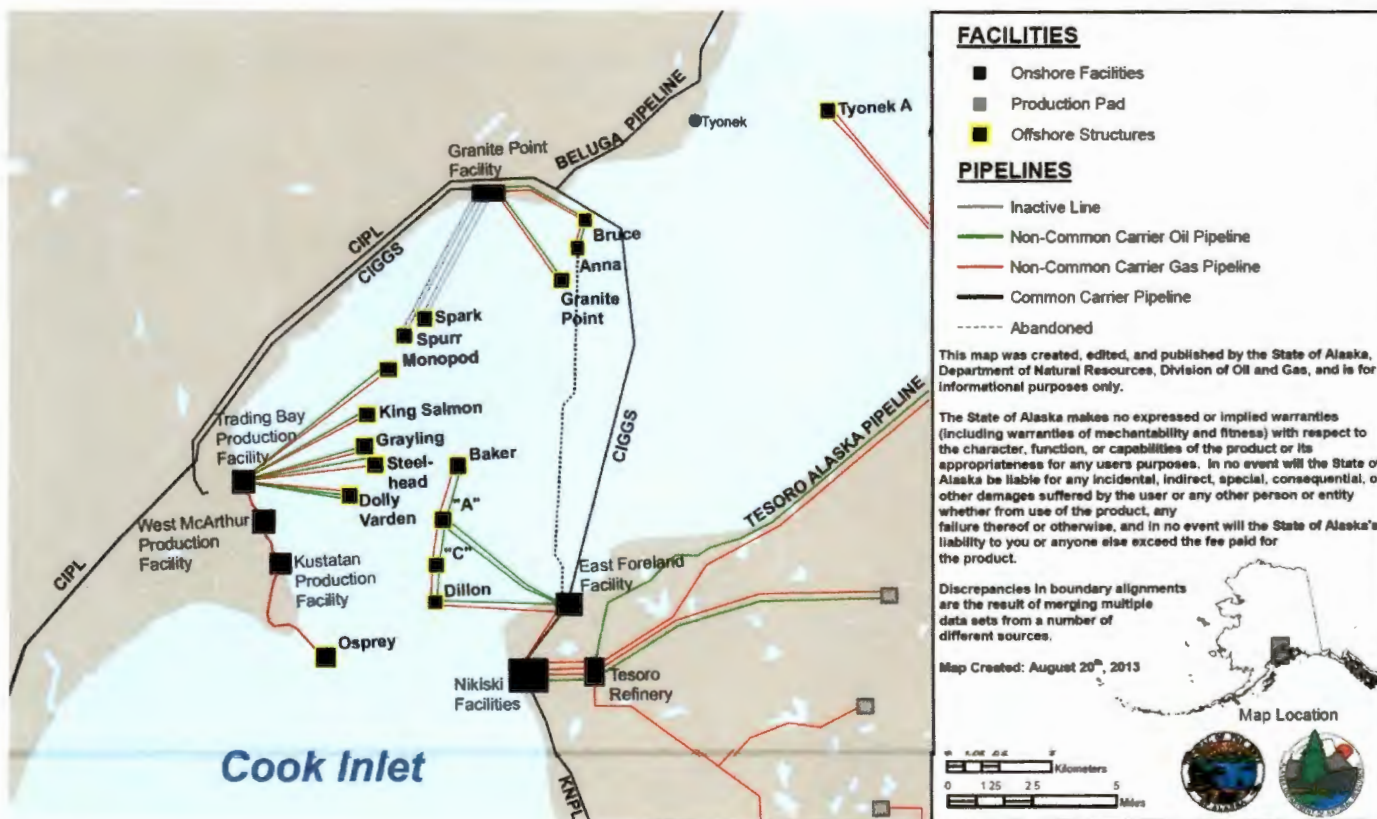 BELUGA PIPELINE
Tyonek
Tyonek A
Granite Point
Facility
CIPL
CIGGS
Bruce
Anna
Granite
Point
Spark
Spurr
Monopod
Trading Bay
Production
Facility
King Salmon
Grayling
Steel-
head
Baker
Dolly
Varden
"A"
CIGGS
TESORO ALASKA PIPELINE
West McArthur
Production
Facility
"C"
East Foreland
Facility
CIPL
Kustatan
Production
Facility
Dillon
Osprey
Nikiski
Facilities
Tesoro
Refinery
Cook Inlet
KNPL
FACILITIES
Onshore Facilities
Production Pad
Offshore Structures
PIPELINES
Inactive Line
Non-Common Carrier Oil Pipeline
Non-Common Carrier Gas Pipeline
Common Carrier Pipeline
Abandoned
This map was created, edited, and published by the State of Alaska,
Department of Natural Resources, Division of Oil and Gas, and is for
informational purposes only.
The State of Alaska makes no expressed or implied warranties
(including warranties of mechantability and fitness) with respect to
the character, function, or capabilities of the product or its
appropriateness for any users purposes. In no event will the State of
Alaska be liable for any incidental, indirect, special, consequential, o
other damages suffered by the user or any other person or entity
whether from use of the product, any
failure thereof or otherwise, and in no event will the State of Alaska's
liability to you or anyone else exceed the fee paid for
the product.
Discrepancies in boundary alignments
are the result of merging multiple
data sets from a number of
different sources.
Map Created: August 20th, 2013
Map Location
Kilometers
0 1.25 2.5 5
Miles